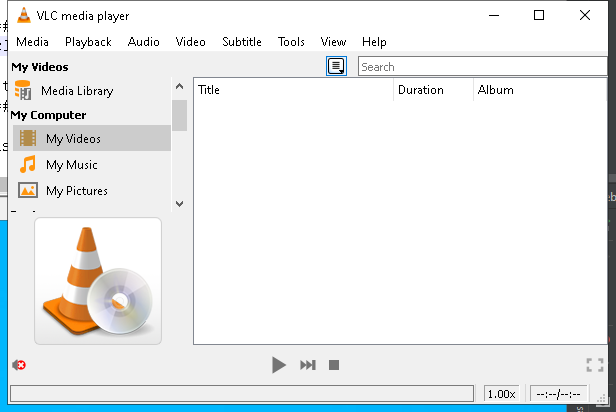 VLC media player
Media Playback Audio Video Subtitle Tools View Help
My Videos
Search
Media Library
Title Duration Album
My Computer
My Videos
My Music
My Pictures
1.00x
--:--/--:--